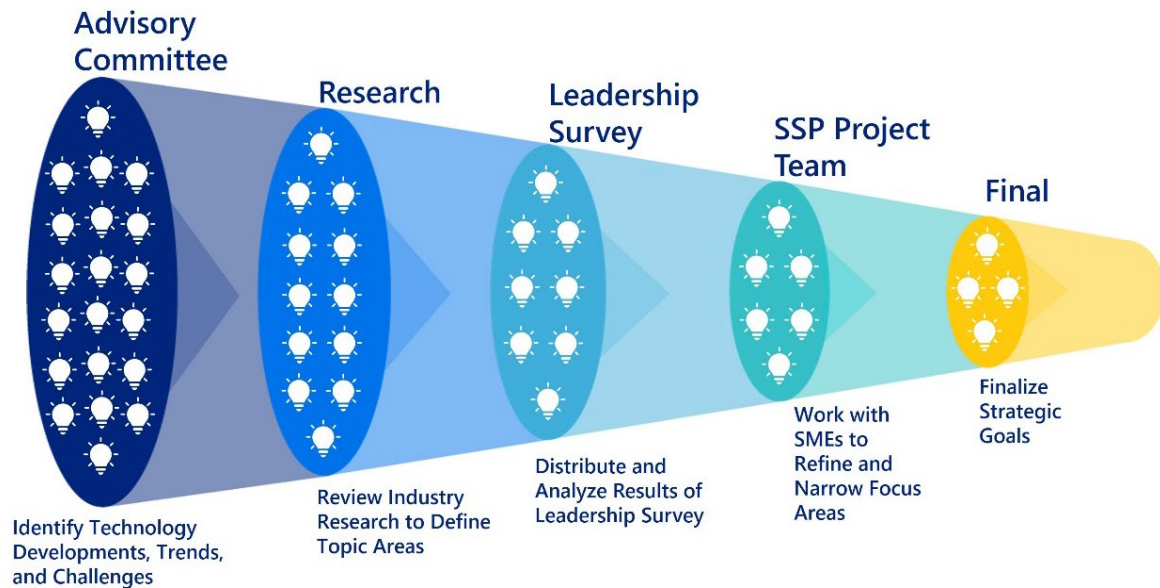 Advisory
Committee
Identify Technology
Developments, Trends,
and Challenges
Research
Review Industry
Research to Define
Topic Areas
Leadership
Survey
Distribute and
Analyze Results of
Leadership Survey
SSP Project
Team
Work with
SMEs to
Refine and
Narrow Focus
Areas
Final
Finalize
Strategic
Goals